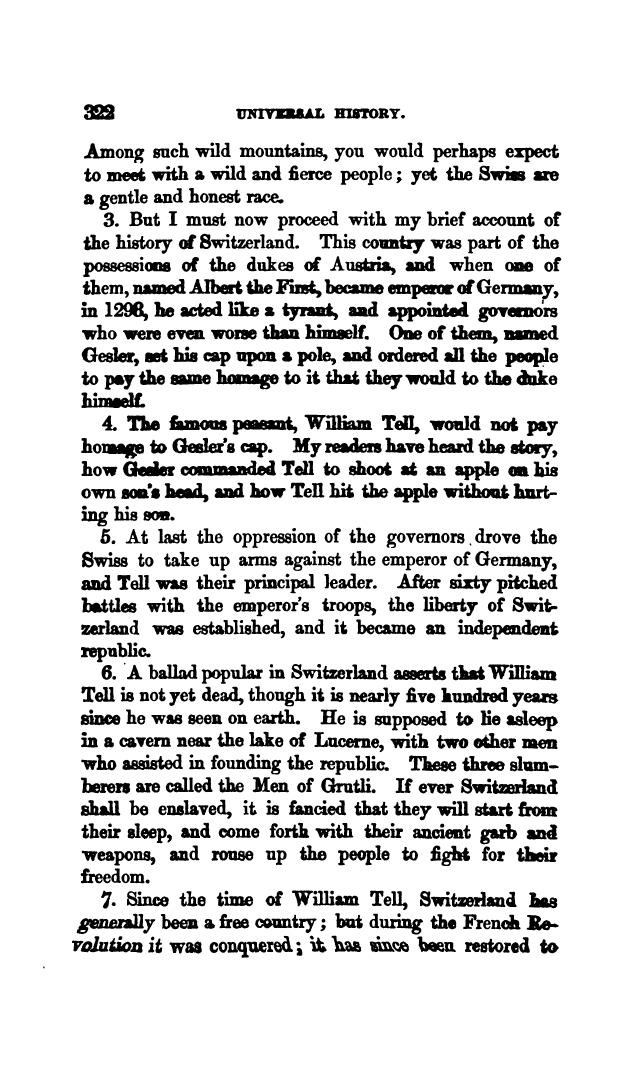 322 UNIVERSAL HISTORY.
Among such wild mountains, you would perhaps expect
to meet with a wild and fierce people; yet the Swiss are
a gentle and honest race.
3. But I must now proceed with my brief account of
the history of Switzerland. This country was part of the
possessions of the dukes of Austria, and when one of
them, named Albert the First, became emperor of Germany,
in 1298, he acted like a tyrant, and appointed governors
who were even worse than himself. One of them, named
Gesler, set his cap upon a pole, and ordered all the people
to pay the same homage to it that they would to the duke
himself.
4. The famous peasant, William Tell, would not pay
homage to Gesler's cap. My readers have heard the story,
how Gesler commanded Tell to shoot at an apple on his
own son's head, and how Tell hit the apple without hurt-
ing his son.
5. At last the oppression of the governors drove the
Swiss to take up arms against the emperor of Germany,
and Tell was their principal leader. After sixty pitched
battles with the emperor's troops, the liberty of Swit-
zerland was established, and it became an independent
republic.
6. A ballad popular in Switzerland asserts that William
Tell is not yet dead, though it is nearly five hundred years
since he was seen on earth. He is supposed to lie asleep
in a cavern near the lake of Lucerne, with two other men
who assisted in founding the republic. These three slum-
berers are called the Men of Grutli. If ever Switzerland
shall be enslaved, it is fancied that they will start from
their sleep, and come forth with their ancient garb and
weapons, and rouse up the people to fight for their
freedom.
7. Since the time of William Tell, Switzerland has
generally been a free country; but during the French Re-
volution it was conquered; it has since been restored to